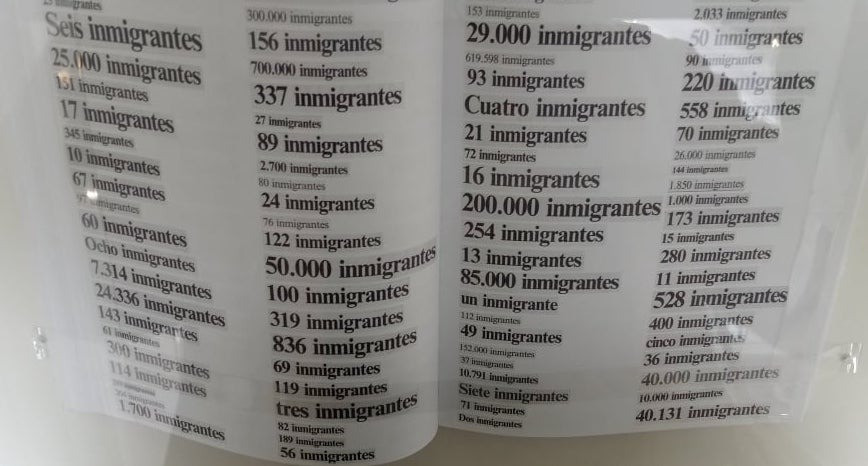 25 inmigrantes
Seis inmigrantes
25.000 inmigrantes
151 inmigrantes
17 inmigrantes
345 inmigrantes
10 inmigrantes
67 inmigrantes
inmigrantes
60 inmigrantes
Ocho inmigrantes
7.314 inmigrantes
24.336 inmigrantes
143 inmigrantes
61 inmigrantes
300 inmigrantes
114 inmigrantes
inmigrantes
1.700 inmigrantes
300.000 inmigrantes
156 inmigrantes
700.000 inmigrantes
337 inmigrantes
27 inmigrantes
89 inmigrantes
2.700 inmigrantes
80 inmigrantes
24 inmigrantes
76 inmigrantes
122 inmigrantes
50.000 inmigrantes
100 inmigrantes
319 inmigrantes
836 inmigrantes
69 inmigrantes
119 inmigrantes
tres inmigrantes
82 inmigrantes
189 inmigrantes
56 inmigrantes
153 inmigrantes
29.000 inmigrantes
619.598 inmigrantes
93 inmigrantes
Cuatro inmigrantes
21 inmigrantes
72 inmigrantes
16 inmigrantes
200.000 inmigrantes
254 inmigrantes
13 inmigrantes
85.000 inmigrantes
un inmigrante
112 inmigrantes
49 inmigrantes
152.000 inmigrantes
37 inmigrantes
10.791 inmigrantes
Siete inmigrantes
71 inmigrantes
Dos inmigrantes
2.033 inmigrantes
50 inmigrantes
90 inmigrantes
220 inmigrantes
558 inmigrantes
70 inmigrantes
26.000 inmigrantes
144 inmigrantes
1.850 inmigrantes
1.000 inmigrantes
173 inmigrantes
15 inmigrantes
280 inmigrantes
11 inmigrantes
528 inmigrantes
400 inmigrantes
cinco inmigrantes
36 inmigrantes
40.000 inmigrantes
10.000 inmigrantes
40.131 inmigrantes